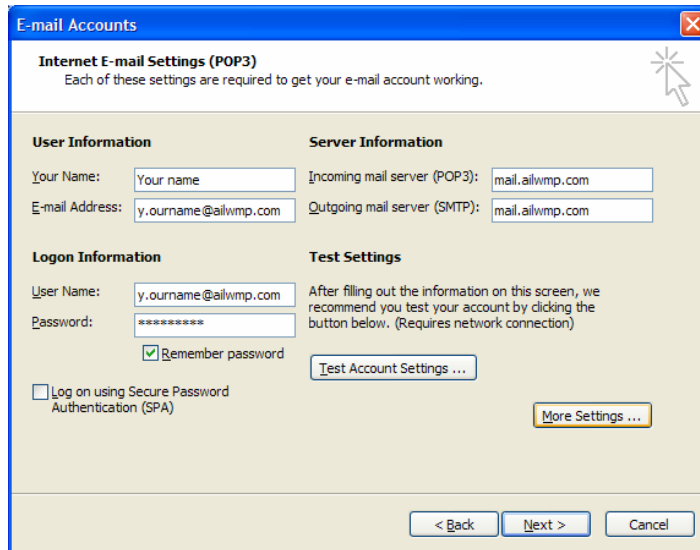 E-mail Accounts
Internet E-mail Settings (POP3)
Each of these settings are required to get your e-mail account working.
User Information
Your Name: Your name
E-mail Address: y.ourname@ailwmp.com
Server Information
Incoming mail server (POP3): mail.ailwmp.com
Outgoing mail server (SMTP): mail.ailwmp.com
Logon Information
User Name: y.ourname@ailwmp.com
Password: *********
Remember password
Log on using Secure Password
Authentication (SPA)
Test Settings
After filling out the information on this screen, we
recommend you test your account by clicking the
button below. (Requires network connection)
Test Account Settings ...
More Settings ...
< Back
Next >
Cancel